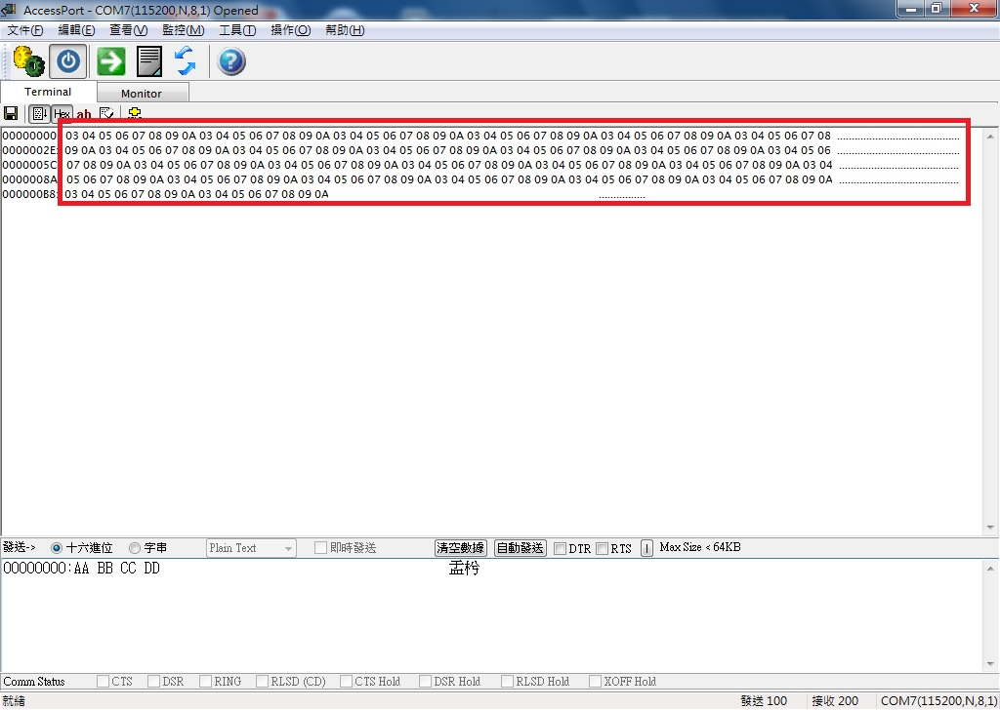 AccessPort - COM7(115200,N,8,1) Opened
文件(F) 編輯(E) 查看(V) 監控(M) 工具(T) 操作(O) 幫助(H)
Terminal Monitor
Hex ab
00000000: 03 04 05 06 07 08 09 0A 03 04 05 06 07 08 09 0A 03 04 05 06 07 08 09 0A 03 04 05 06 07 08 09 0A 03 04 05 06 07 08 09 0A 03 04 05 06 07 08 ..............................................
0000002E: 09 0A 03 04 05 06 07 08 09 0A 03 04 05 06 07 08 09 0A 03 04 05 06 07 08 09 0A 03 04 05 06 07 08 09 0A 03 04 05 06 07 08 09 0A 03 04 05 06 ..............................................
0000005C: 07 08 09 0A 03 04 05 06 07 08 09 0A 03 04 05 06 07 08 09 0A 03 04 05 06 07 08 09 0A 03 04 05 06 07 08 09 0A 03 04 05 06 07 08 09 0A 03 04 ..............................................
0000008A: 05 06 07 08 09 0A 03 04 05 06 07 08 09 0A 03 04 05 06 07 08 09 0A 03 04 05 06 07 08 09 0A 03 04 05 06 07 08 09 0A 03 04 05 06 07 08 09 0A ..............................................
000000B8: 03 04 05 06 07 08 09 0A 03 04 05 06 07 08 09 0A ................
發送-> 十六進位 字串 Plain Text 即時發送 清空數據 自動發送 DTR RTS Max Size < 64KB
00000000:AA BB CC DD 盂枔
Comm Status CTS DSR RING RLSD (CD) CTS Hold DSR Hold RLSD Hold XOFF Hold
就緒 發送 100 接收 200 COM7(115200,N,8,1)